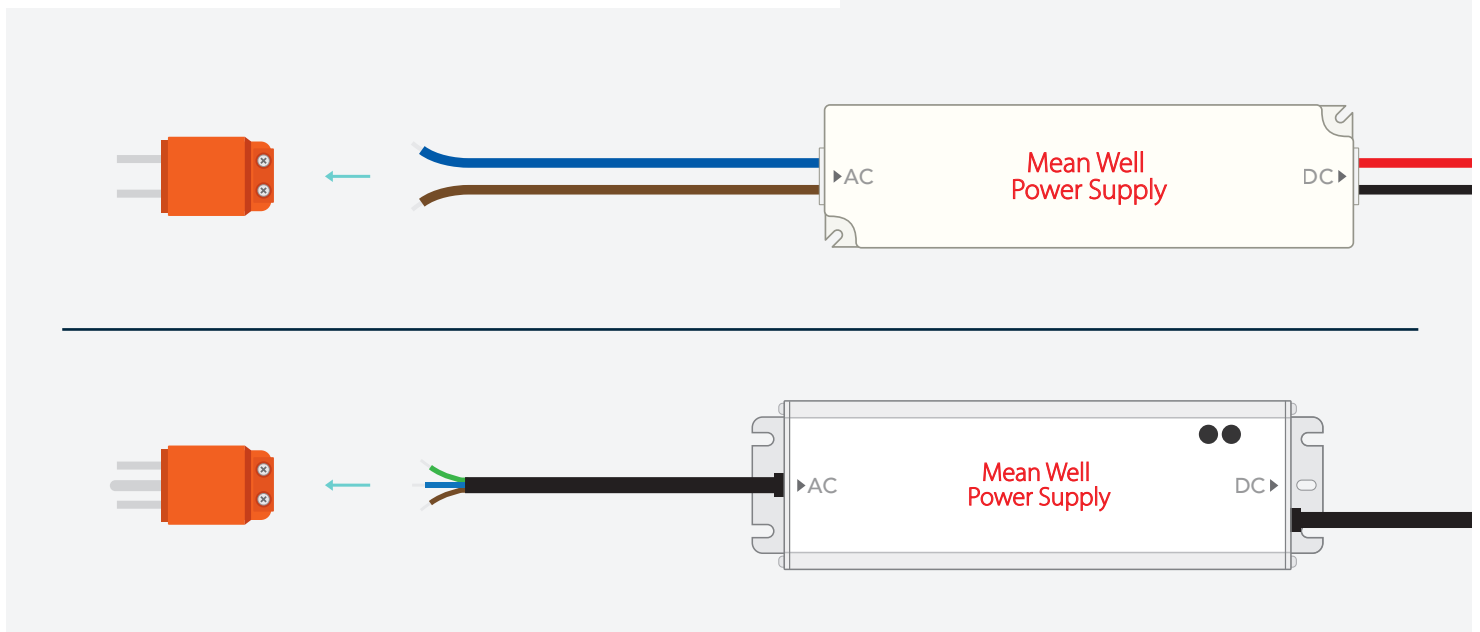 ▸AC
Mean Well
Power Supply
DC▸
▸AC
Mean Well
Power Supply
DC▸